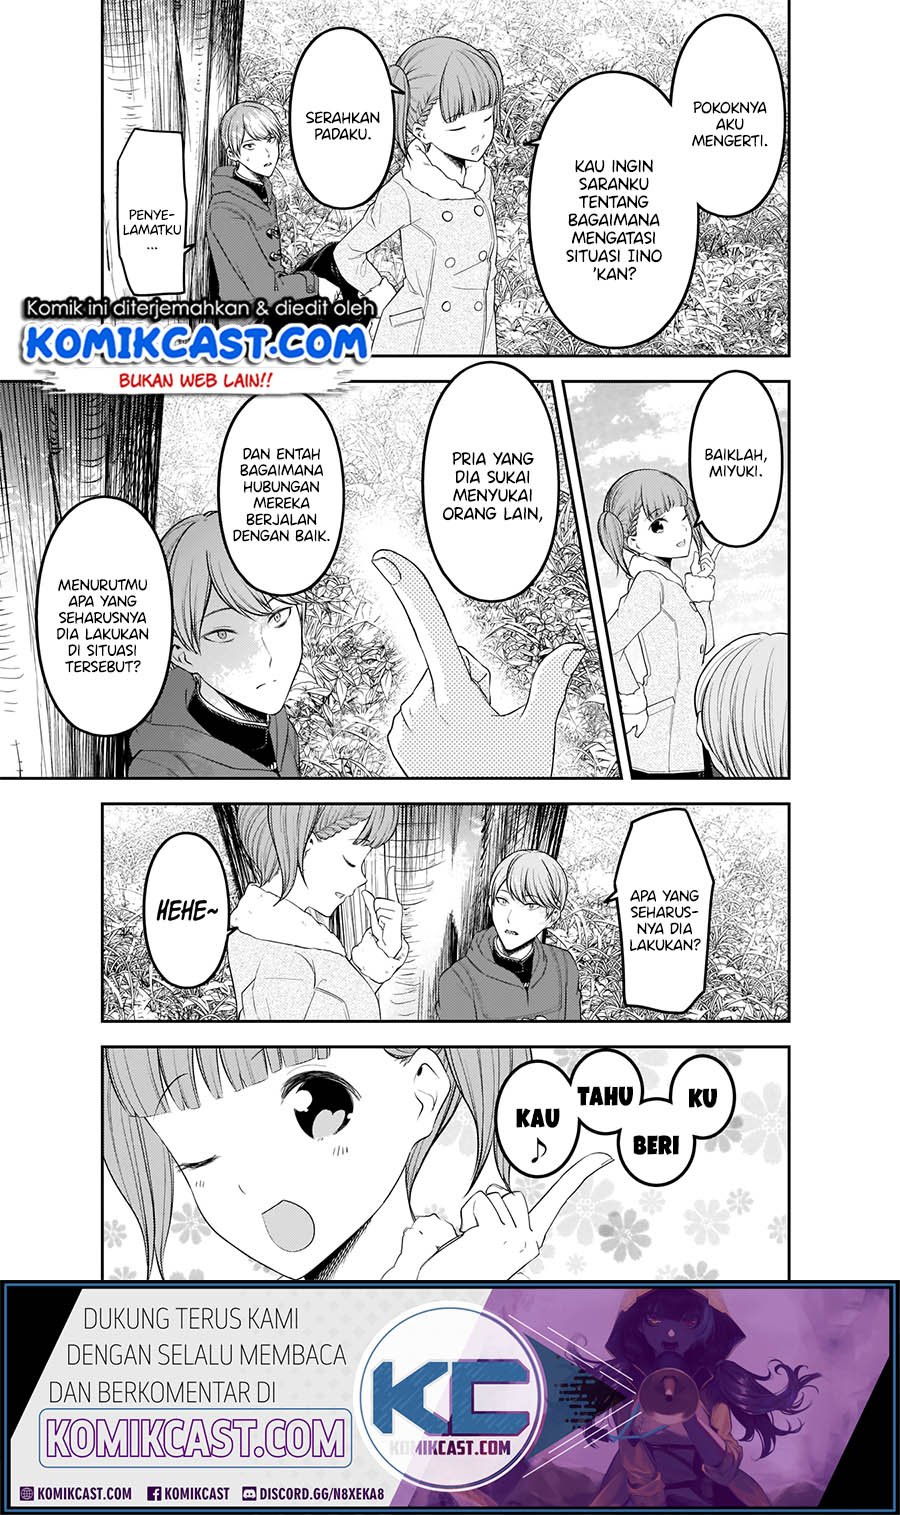 POKOKNYA
AKU
MENGERTI.
KAU INGIN
SARANKU
TENTANG
BAGAIMANA
MENGATASI
SITUASI IINO
'KAN?
SERAHKAN
PADAKU.
PENYE-
LAMATKU
...
Komik ini diterjemahkan & diedit oleh
KOMIKCAST.COM
BUKAN WEB LAIN!!
BAIKLAH,
MIYUKI.
PRIA YANG
DIA SUKAI
MENYUKAI
ORANG LAIN,
DAN ENTAH
BAGAIMANA
HUBUNGAN
MEREKA
BERJALAN
DENGAN BAIK.
MENURUTMU
APA YANG
SEHARUSNYA
DIA LAKUKAN
DI SITUASI
TERSEBUT?
APA YANG
SEHARUS-
NYA DIA
LAKUKAN?
HEHE~
KU
BERI
TAHU
KAU
♪
DUKUNG TERUS KAMI
DENGAN SELALU MEMBACA
DAN BERKOMENTAR DI
KOMIKCAST.COM
KOMIKCAST.COM
KOMIKCAST
DISCORD.GG/N8XEKA8
KC
KOMIKCAST.COM